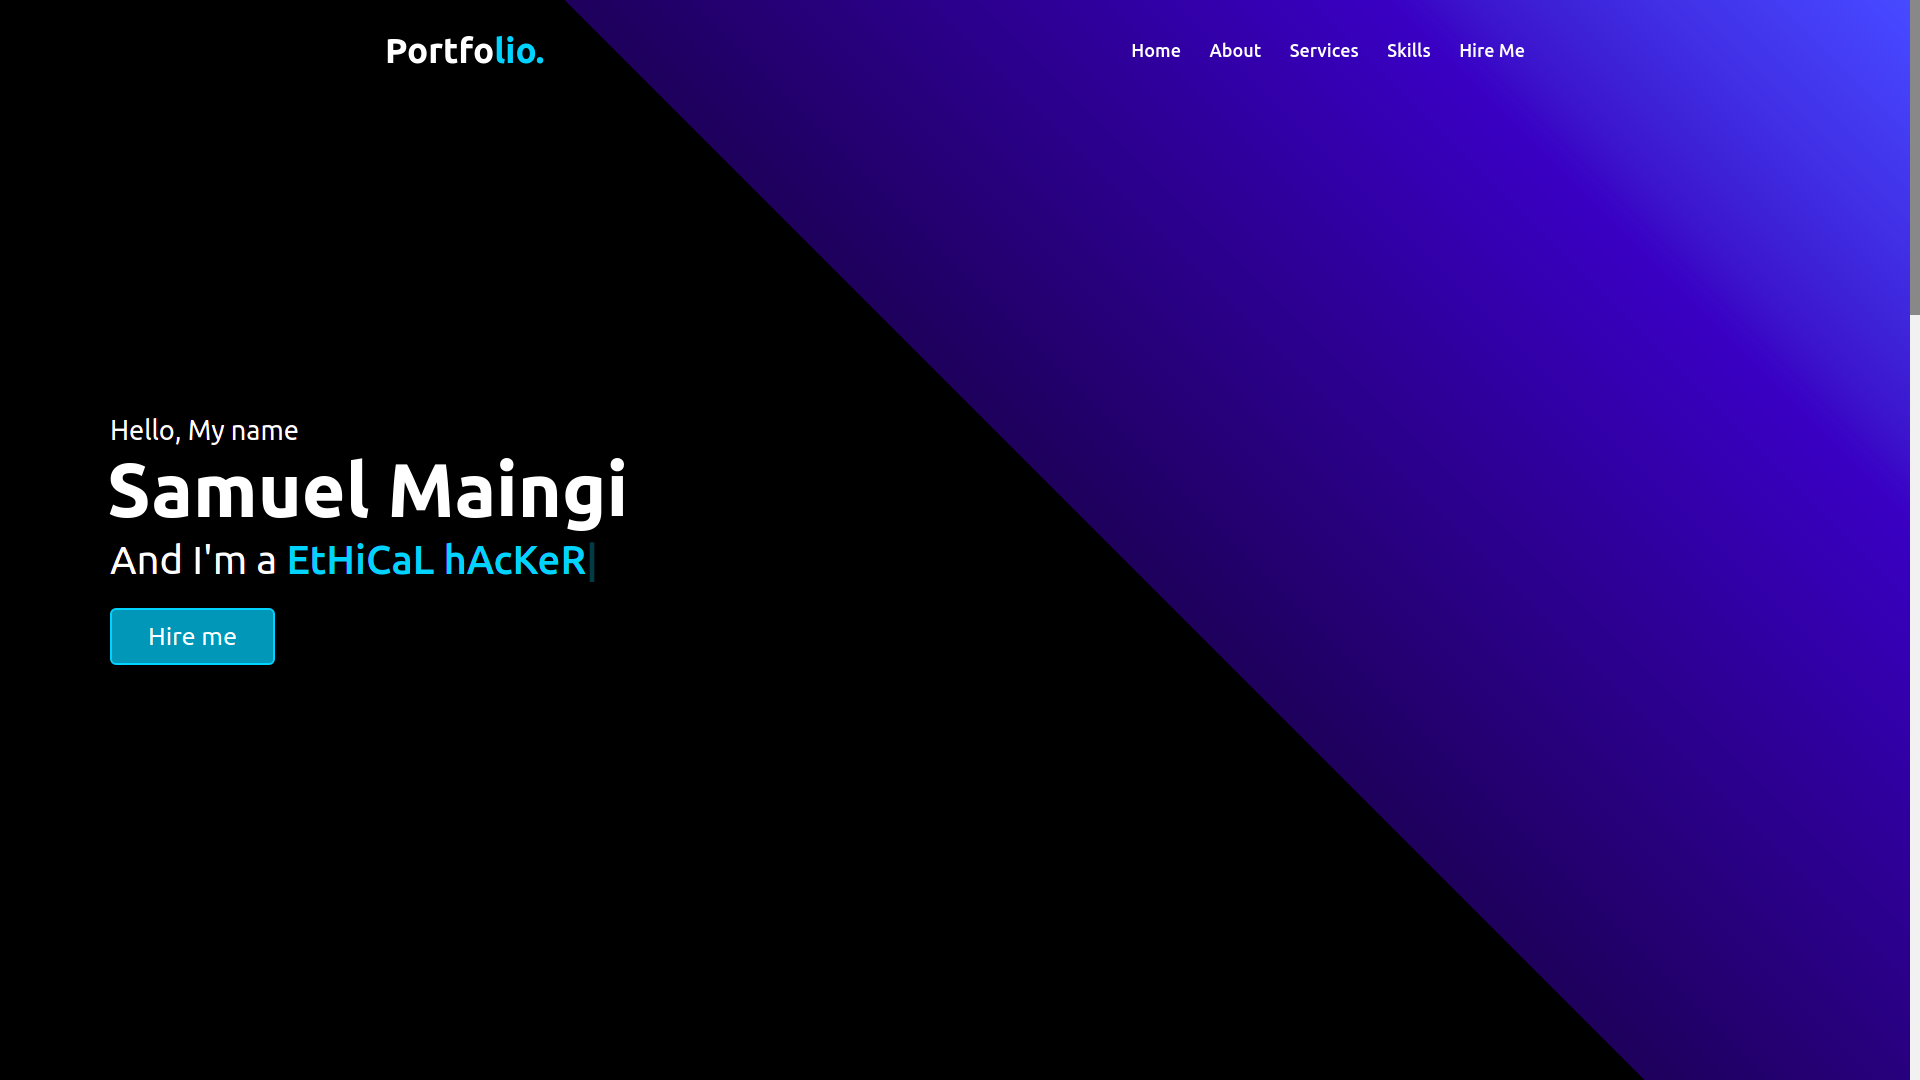 Portfolio.
Home About Services Skills Hire Me
Hello, My name
Samuel Maingi
And I'm a EtHiCaL hAcKeR
Hire me